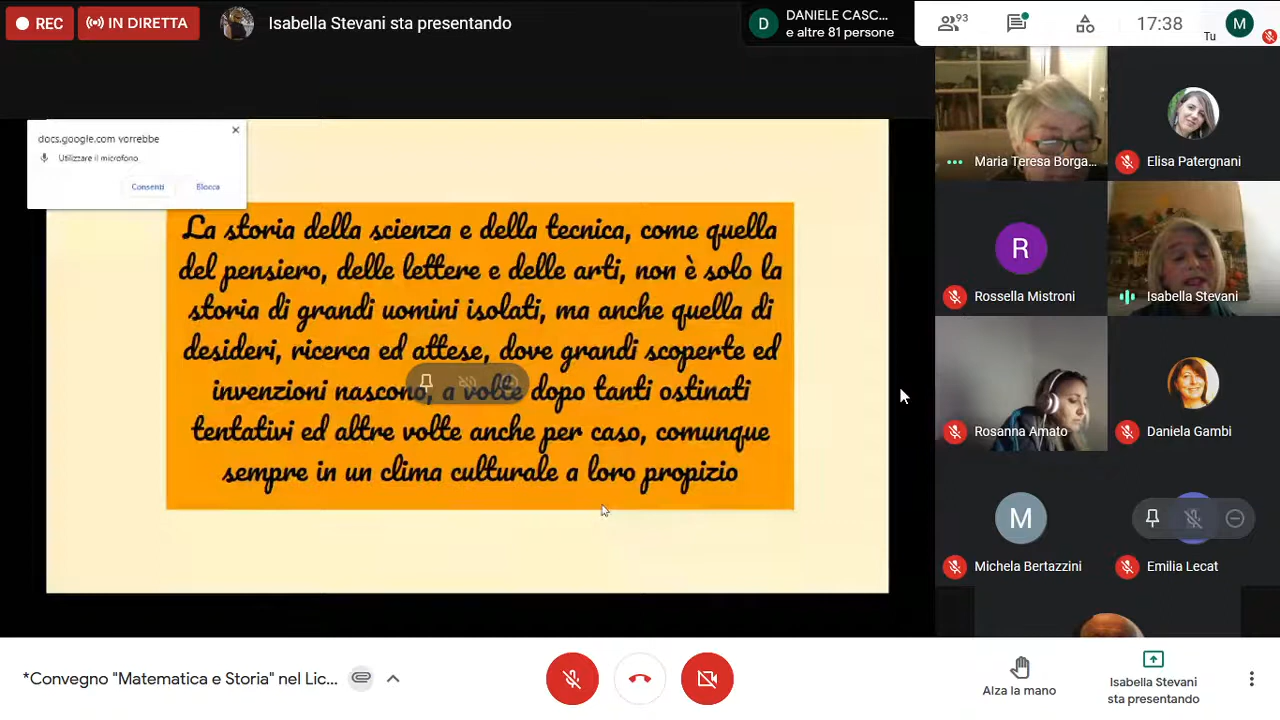 REC
IN DIRETTA
Isabella Stevani sta presentando
D
DANIELE CASC...
e altre 81 persone
93
17:38
Tu
M
docs.google.com vorrebbe
Utilizzare il microfono
Consenti
Blocca
La storia della scienza e della tecnica, come quella
del pensiero, delle lettere e delle arti, non è solo la
storia di grandi uomini isolati, ma anche quella di
desideri, ricerca ed attese, dove grandi scoperte ed
invenzioni nascono, a volte dopo tanti ostinati
tentativi ed altre volte anche per caso, comunque
sempre in un clima culturale a loro propizio
Maria Teresa Borga...
Elisa Patergnani
R
Rossella Mistroni
Isabella Stevani
Rosanna Amato
Daniela Gambi
M
Michela Bertazzini
Emilia Lecat
*Convegno "Matematica e Storia" nel Lic...
Alza la mano
Isabella Stevani
sta presentando